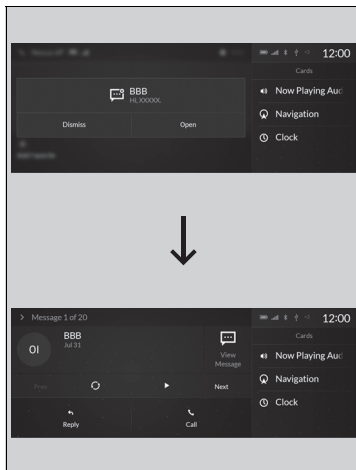 12:00
Cards
BBB
Hi, XXXXX.
Now Playing Aud
Dismiss
Open
Navigation
Clock
Message 1 of 20
12:00
Cards
OI
BBB
Jul 31
View
Message
Now Playing Aud
Prev
Next
Navigation
Reply
Call
Clock